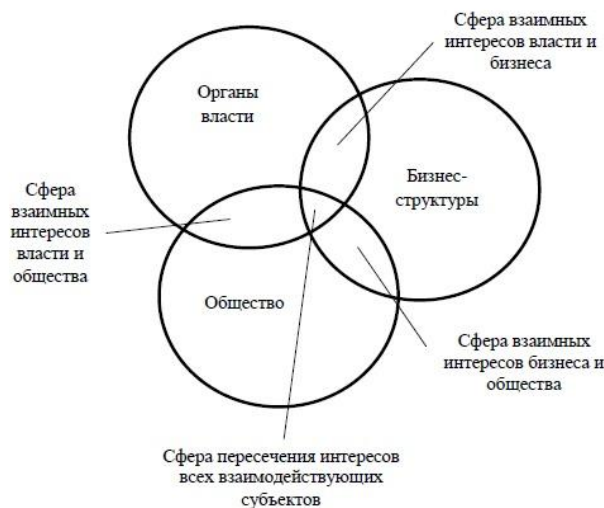 Сфера взаимных
интересов власти и
бизнеса
Органы
власти
Бизнес-
структуры
Сфера
взаимных
интересов
власти и
общества
Общество
Сфера взаимных
интересов бизнеса и
общества
Сфера пересечения интересов
всех взаимодействующих
субъектов